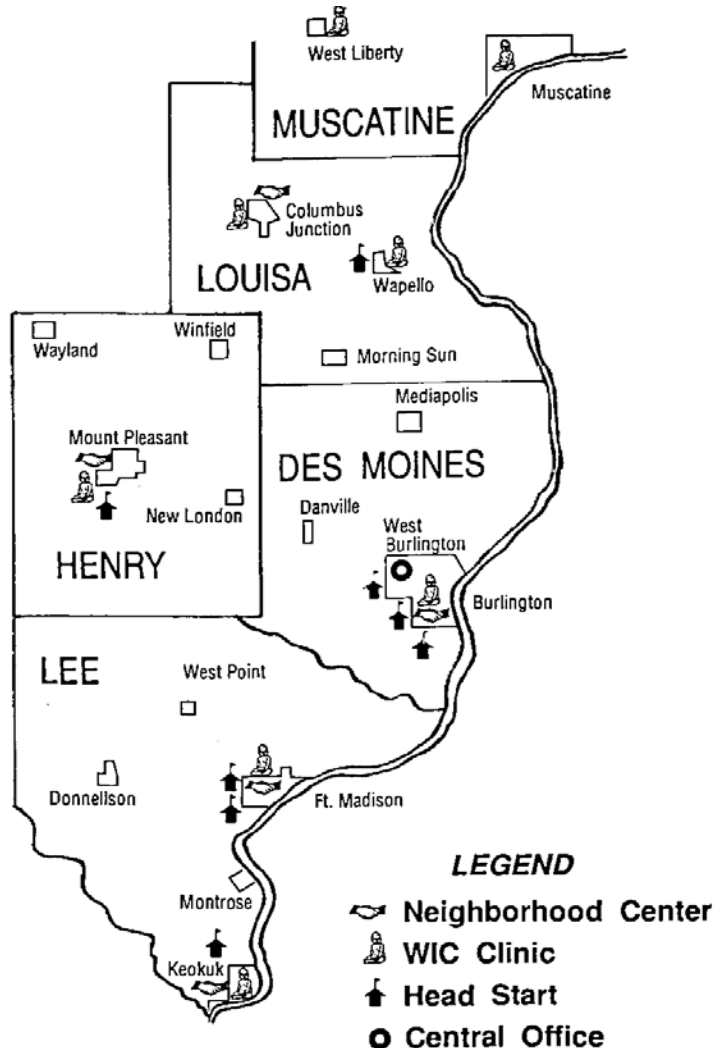 West Liberty
Muscatine
MUSCATINE
Columbus
Junction
LOUISA
Wapello
Wayland
Winfield
Morning Sun
Mediapolis
Mount Pleasant
DES MOINES
New London
Danville
West
Burlington
HENRY
Burlington
LEE
West Point
Donnellson
Ft. Madison
Montrose
Keokuk
LEGEND
Neighborhood Center
WIC Clinic
Head Start
Central Office